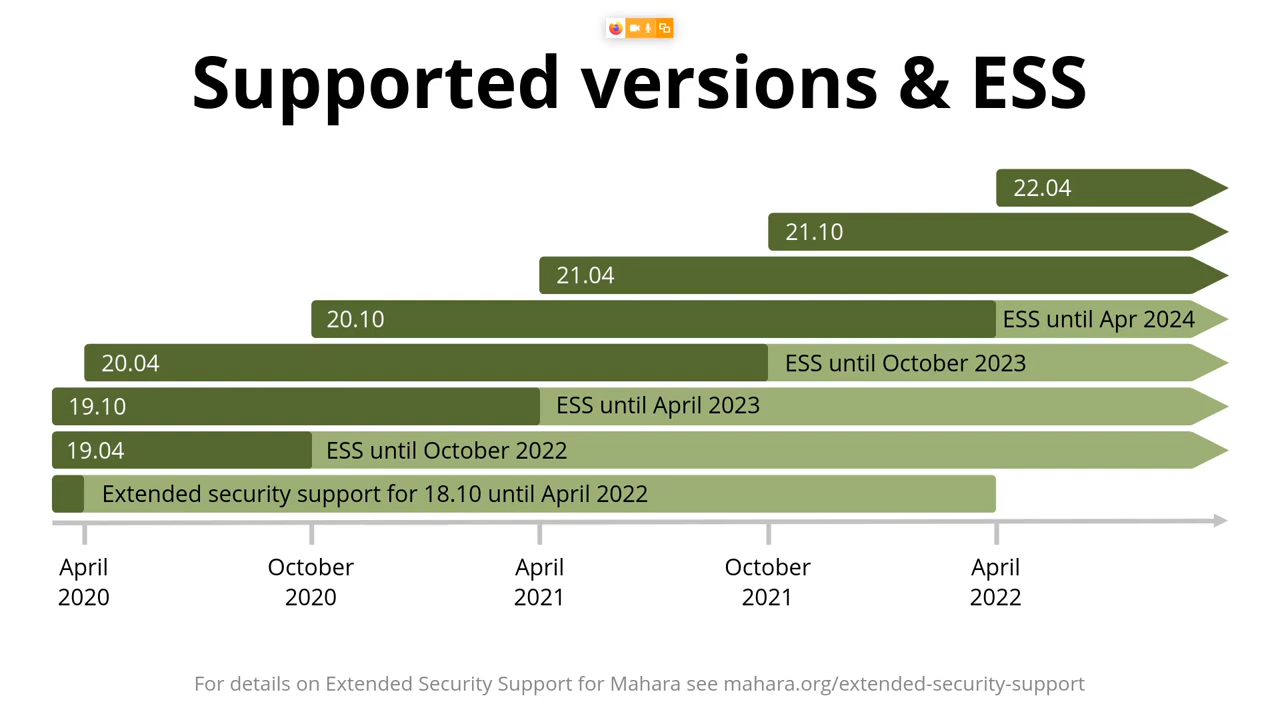 Supported versions & ESS
22.04
21.10
21.04
20.10 ESS until Apr 2024
20.04 ESS until October 2023
19.10 ESS until April 2023
19.04 ESS until October 2022
Extended security support for 18.10 until April 2022
April October April October April
2020 2020 2021 2021 2022
For details on Extended Security Support for Mahara see mahara.org/extended-security-support